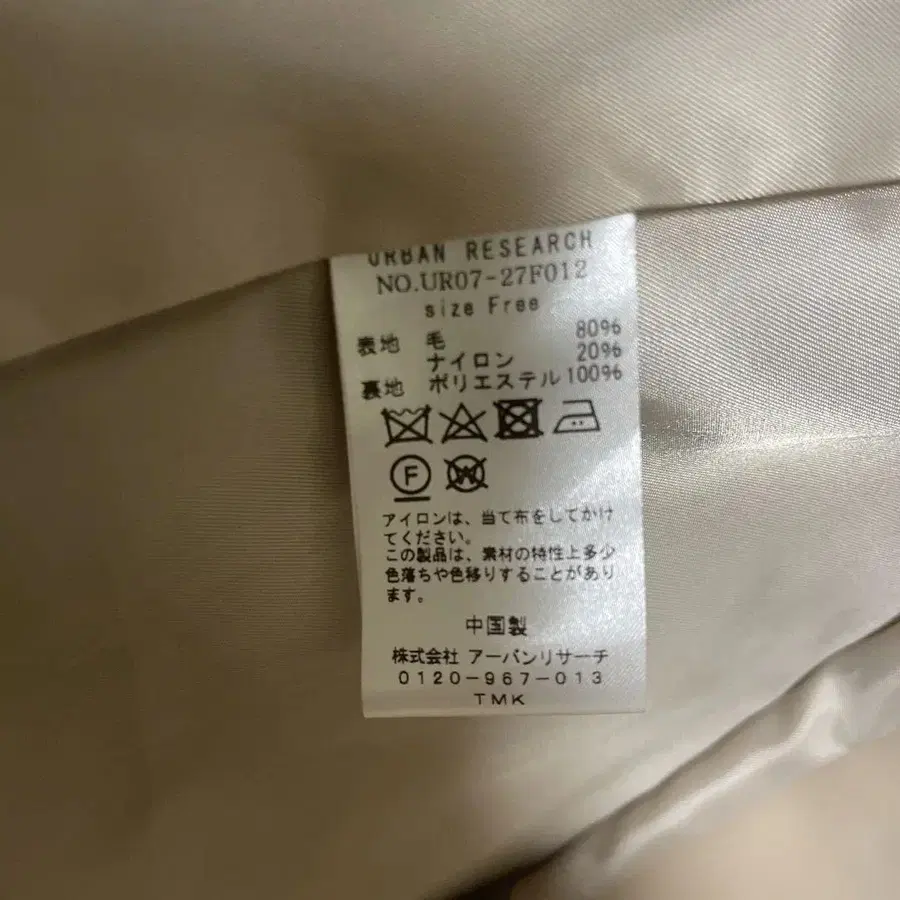 URBAN RESEARCH
NO.UR07-27F012
size Free
表地 毛 80%
ナイロン 20%
裏地 ポリエステル 100%
F W
アイロンは、当て布をしてかけ
てください。
この製品は、素材の特性上多少
色落ちや色移りすることがあり
ます。
中国製
株式会社 アーバンリサーチ
0120-967-013
TMK